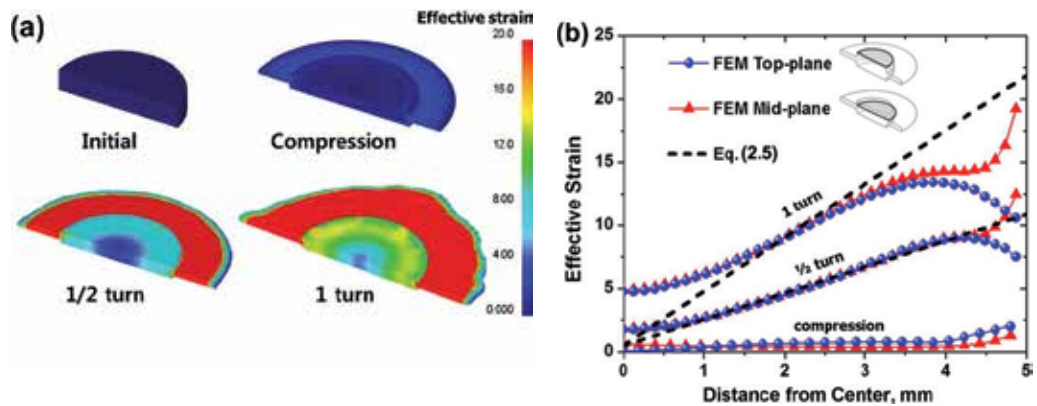 (a)
Effective strain
20.0
16.0
12.0
8.00
4.00
0.000
Initial
Compression
1/2 turn
1 turn
(b)
25
20
15
10
5
0
Effective Strain
FEM Top-plane
FEM Mid-plane
Eq. (2.5)
1 turn
½ turn
compression
0 1 2 3 4 5
Distance from Center, mm